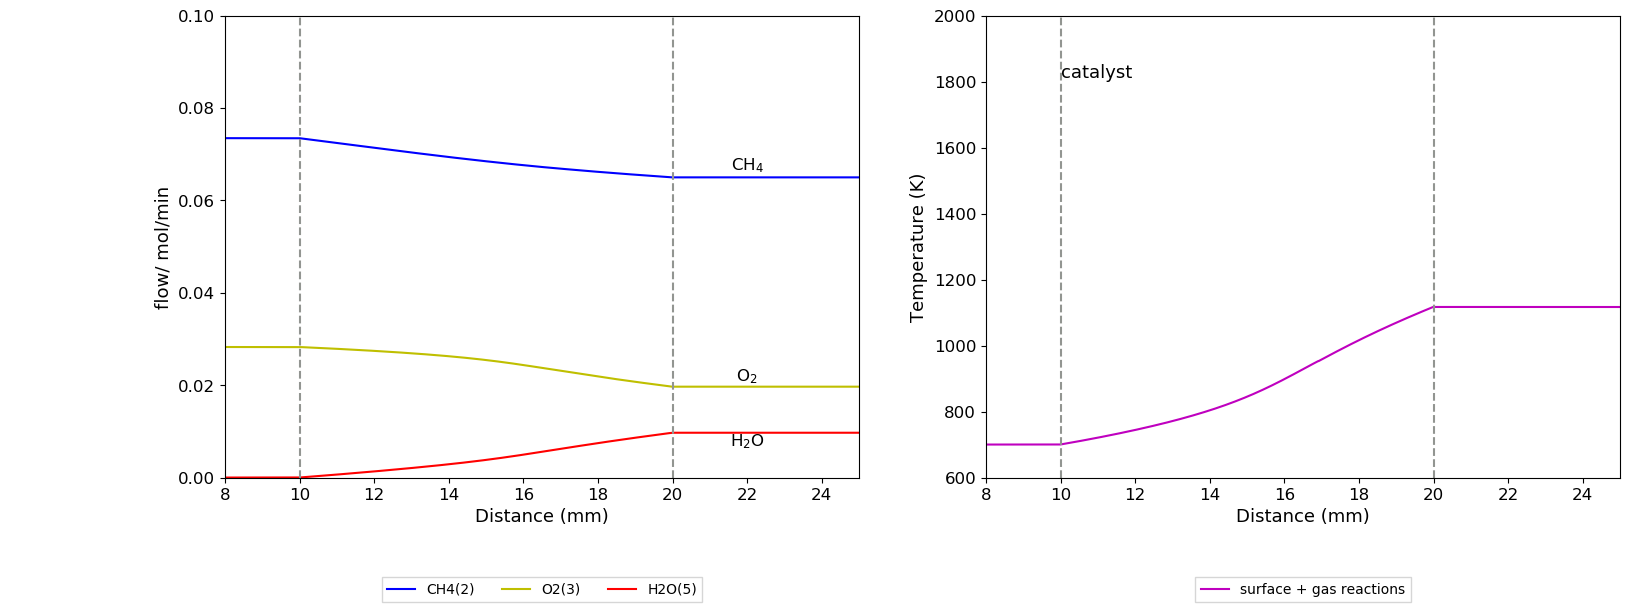 0.10
0.08
0.06
0.04
0.02
0.00
flow/ mol/min
CH₄
O₂
H₂O
8 10 12 14 16 18 20 22 24
Distance (mm)
CH4(2) O2(3) H2O(5)
2000
1800
1600
1400
1200
1000
800
600
Temperature (K)
catalyst
8 10 12 14 16 18 20 22 24
Distance (mm)
surface + gas reactions